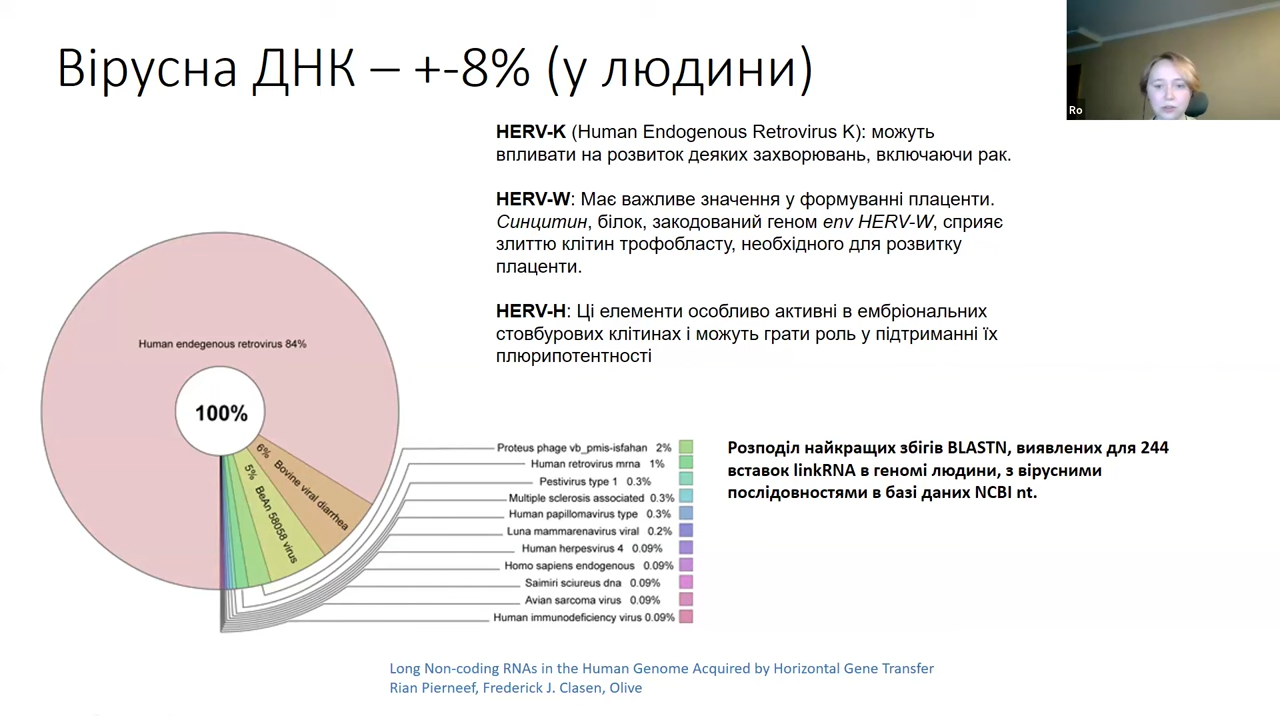 Вірусна ДНК – +-8% (у людини)
Ro
HERV-K (Human Endogenous Retrovirus K): можуть
впливати на розвиток деяких захворювань, включаючи рак.
HERV-W: Має важливе значення у формуванні плаценти.
Синцитин, білок, закодований геном env HERV-W, сприяє
злиттю клітин трофобласту, необхідного для розвитку
плаценти.
HERV-H: Ці елементи особливо активні в ембріональних
стовбурових клітинах і можуть грати роль у підтриманні їх
плюрипотентності
Human endegenous retrovirus 84%
100%
6% Bovine viral diarrhea
5% BeAn 58058 virus
Proteus phage vb_pmis-isfahan 2%
Human retrovirus mrna 1%
Pestivirus type 1 0.3%
Multiple sclerosis associated 0.3%
Human papillomavirus type 0.3%
Luna mammarenavirus viral 0.2%
Human herpesvirus 4 0.09%
Homo sapiens endogenous 0.09%
Saimiri sciureus dna 0.09%
Avian sarcoma virus 0.09%
Human immunodeficiency virus 0.09%
Розподіл найкращих збігів BLASTN, виявлених для 244
вставок linkRNA в геномі людини, з вірусними
послідовностями в базі даних NCBI nt.
Long Non-coding RNAs in the Human Genome Acquired by Horizontal Gene Transfer
Rian Pierneef, Frederick J. Clasen, Olive